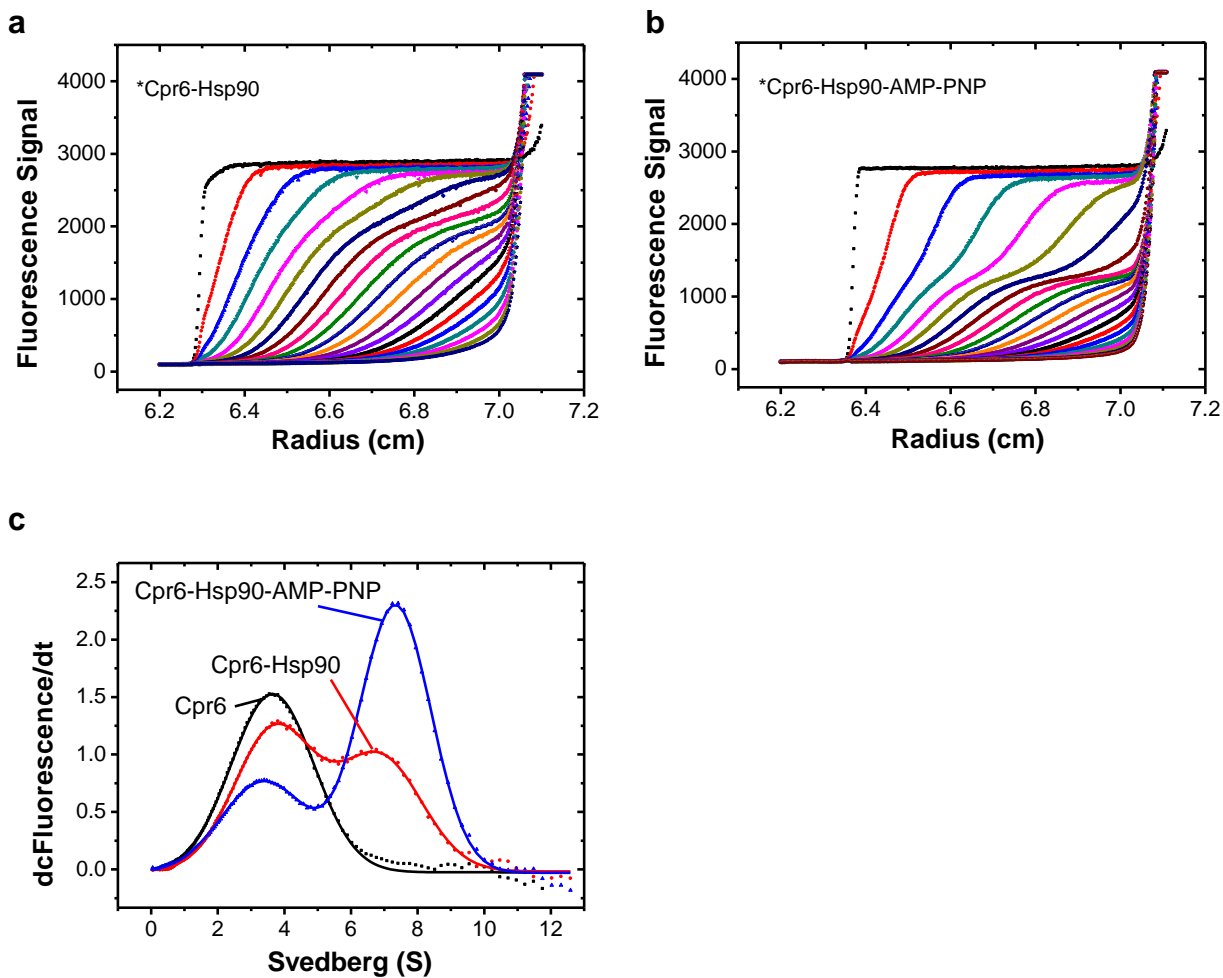 a
*Cpr6-Hsp90
4000
3000
2000
1000
0
Fluorescence Signal
6.2 6.4 6.6 6.8 7.0 7.2
Radius (cm)
b
*Cpr6-Hsp90-AMP-PNP
4000
3000
2000
1000
0
Fluorescence Signal
6.2 6.4 6.6 6.8 7.0 7.2
Radius (cm)
c
Cpr6-Hsp90-AMP-PNP
Cpr6-Hsp90
Cpr6
2.5
2.0
1.5
1.0
0.5
0.0
dcFluorescence/dt
0 2 4 6 8 10 12
Svedberg (S)